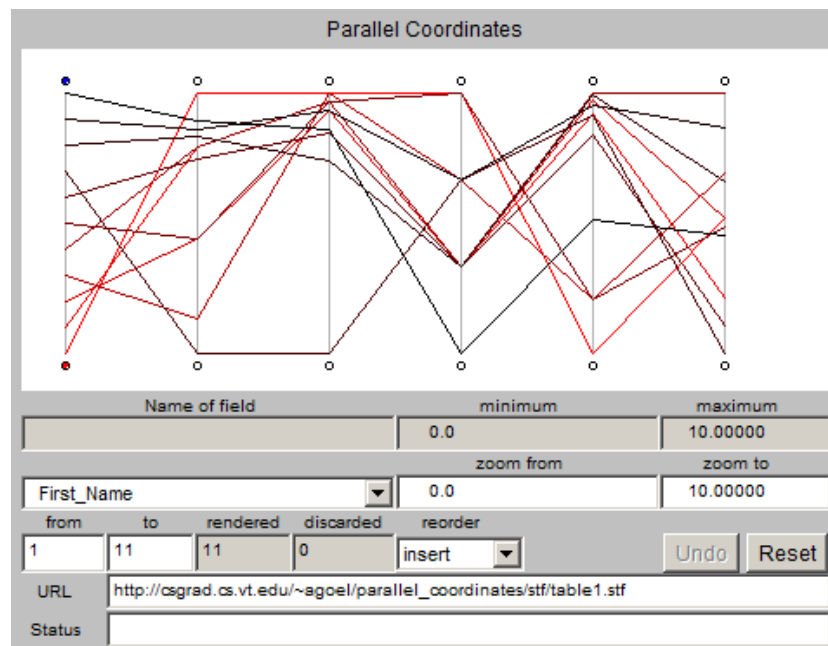 Parallel Coordinates
Name of field minimum maximum
0.0 10.00000
zoom from zoom to
First_Name 0.0 10.00000
from to rendered discarded reorder
1 11 11 0 insert Undo Reset
URL http://csgrad.cs.vt.edu/~agoel/parallel_coordinates/stf/table1.stf
Status